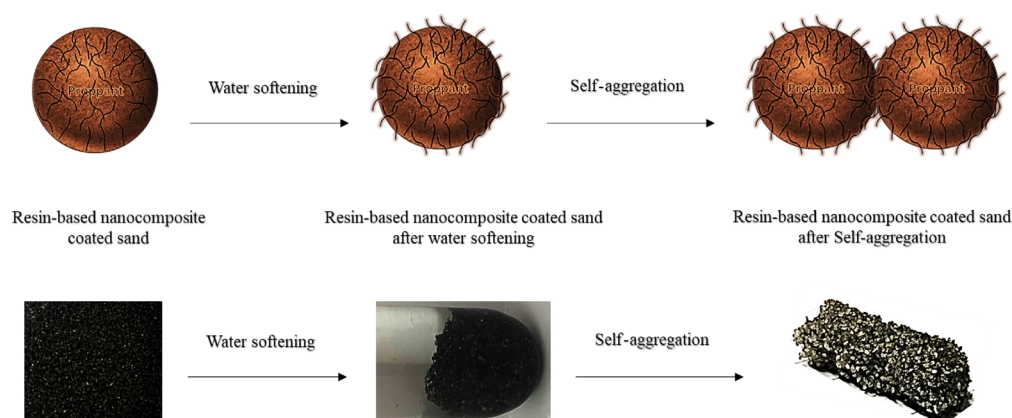 Proppant
Water softening
Proppant
Self-aggregation
Proppant
Proppant
Resin-based nanocomposite
coated sand
Resin-based nanocomposite coated sand
after water softening
Resin-based nanocomposite coated sand
after Self-aggregation
Water softening
Self-aggregation